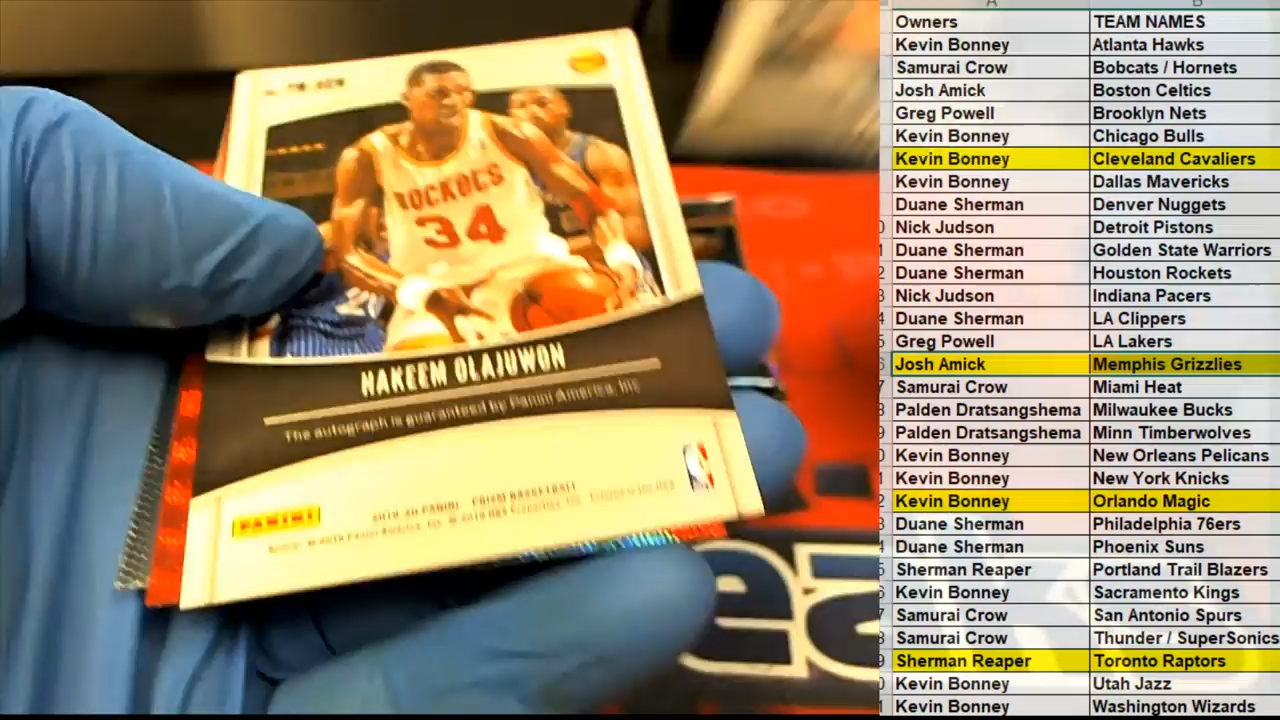 ROCKETS
34
HAKEEM OLAJUWON
The autograph is guaranteed by Panini America, Inc
PANINI
2019-20 PANINI PRIZM BASKETBALL
Owners TEAM NAMES
Kevin Bonney Atlanta Hawks
Samurai Crow Bobcats / Hornets
Josh Amick Boston Celtics
Greg Powell Brooklyn Nets
Kevin Bonney Chicago Bulls
Kevin Bonney Cleveland Cavaliers
Kevin Bonney Dallas Mavericks
Duane Sherman Denver Nuggets
Nick Judson Detroit Pistons
Duane Sherman Golden State Warriors
Duane Sherman Houston Rockets
Nick Judson Indiana Pacers
Duane Sherman LA Clippers
Greg Powell LA Lakers
Josh Amick Memphis Grizzlies
Samurai Crow Miami Heat
Palden Dratsangshema Milwaukee Bucks
Palden Dratsangshema Minn Timberwolves
Kevin Bonney New Orleans Pelicans
Kevin Bonney New York Knicks
Kevin Bonney Orlando Magic
Duane Sherman Philadelphia 76ers
Duane Sherman Phoenix Suns
Sherman Reaper Portland Trail Blazers
Kevin Bonney Sacramento Kings
Samurai Crow San Antonio Spurs
Samurai Crow Thunder / SuperSonics
Sherman Reaper Toronto Raptors
Kevin Bonney Utah Jazz
Kevin Bonney Washington Wizards